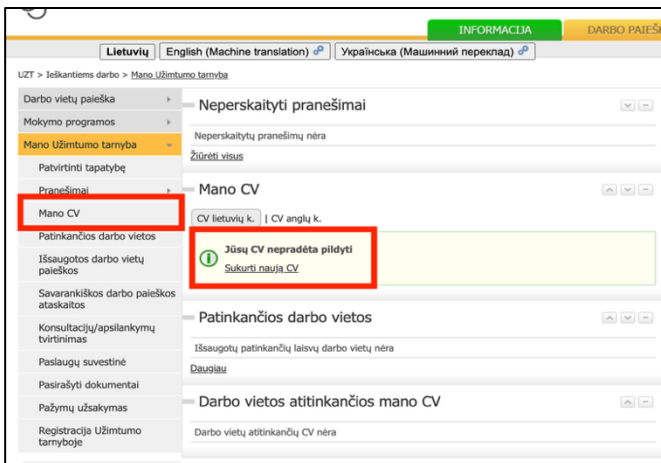 INFORMACIJA
Lietuvių
English (Machine translation)
Українська (Машинний переклад)
UZT > Ieškantiems darbo > Mano Užimtumo tarnyba
Darbo vietų paieška
Mokymo programos
Mano Užimtumo tarnyba
Patvirtinti tapatybę
Pranešimai
Mano CV
Patinkančios darbo vietos
Išsaugotos darbo vietų
paieškos
Savarankiškos darbo paieškos
ataskaitos
Konsultacijų/apsilankymų
tvirtinimas
Paslaugų suvestinė
Pasirašyti dokumentai
Pažymų užsakymas
Registracija Užimtumo
tarnyboje
Neperskaityti pranešimai
Neperskaitytų pranešimų nėra
Žiūrėti visus
Mano CV
CV lietuvių k. | CV anglų k.
Jūsų CV nepradėta pildyti
Sukurti naują CV
Patinkančios darbo vietos
Išsaugotų patinkančių laisvų darbo vietų nėra
Daugiau
Darbo vietos atitinkančios mano CV
Darbo vietų atitinkančių CV nėra